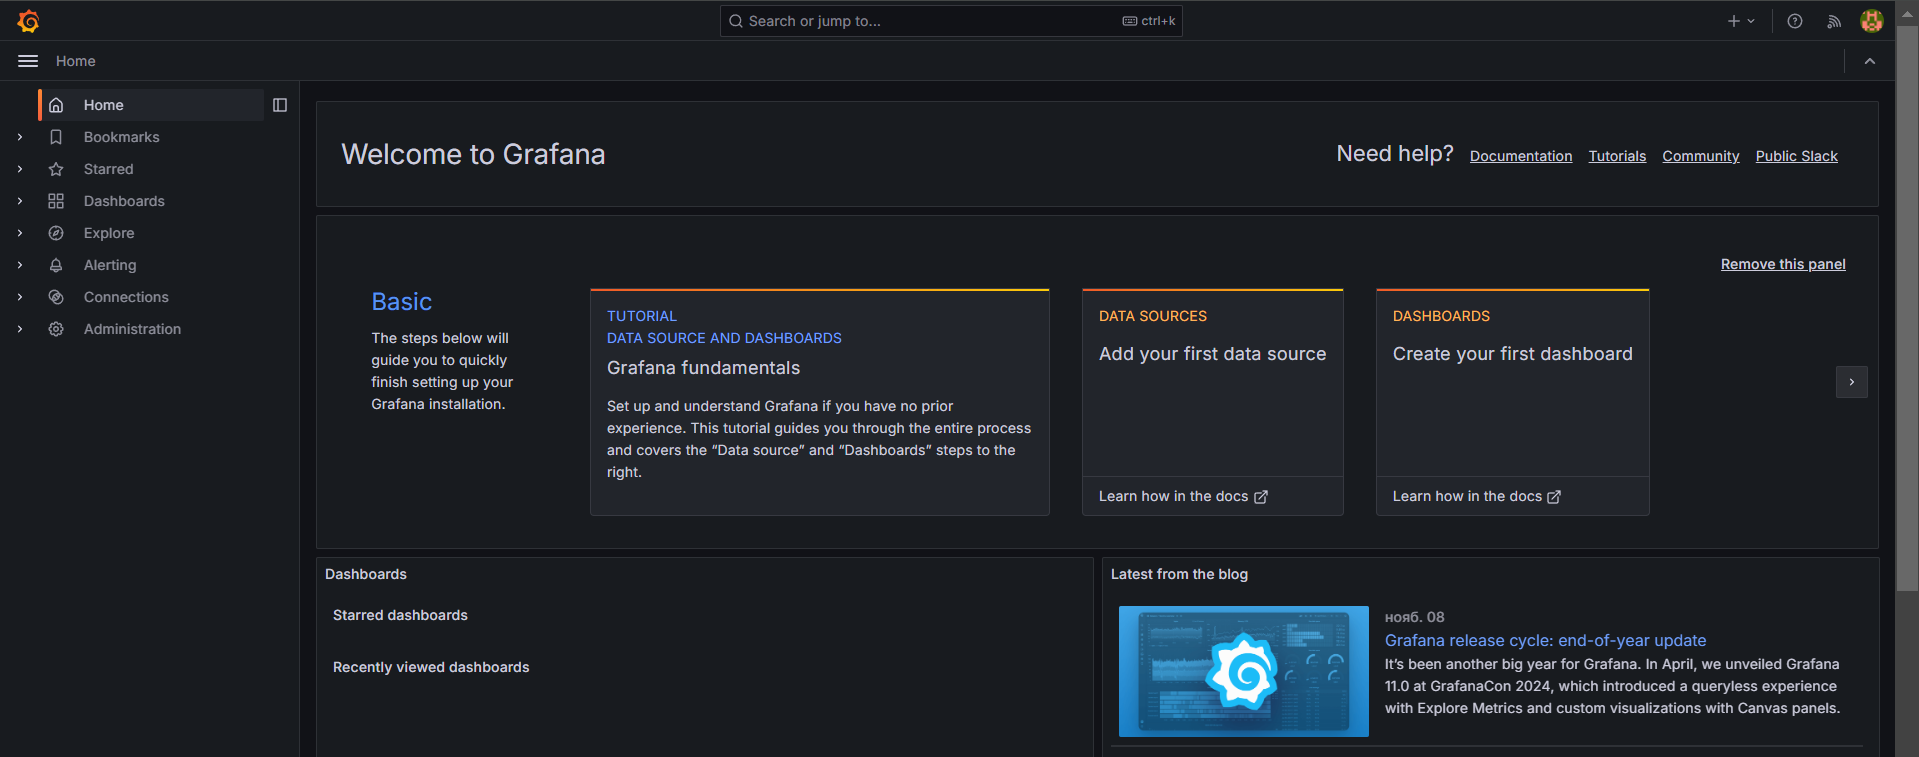 Search or jump to...
ctrl+k
Home
Home
Bookmarks
Starred
Dashboards
Explore
Alerting
Connections
Administration
Welcome to Grafana
Need help?
Documentation
Tutorials
Community
Public Slack
Remove this panel
Basic
The steps below will
guide you to quickly
finish setting up your
Grafana installation.
TUTORIAL
DATA SOURCE AND DASHBOARDS
Grafana fundamentals
Set up and understand Grafana if you have no prior
experience. This tutorial guides you through the entire process
and covers the “Data source” and “Dashboards” steps to the
right.
DATA SOURCES
Add your first data source
Learn how in the docs
DASHBOARDS
Create your first dashboard
Learn how in the docs
Dashboards
Starred dashboards
Recently viewed dashboards
Latest from the blog
нояб. 08
Grafana release cycle: end-of-year update
It’s been another big year for Grafana. In April, we unveiled Grafana
11.0 at GrafanaCon 2024, which introduced a queryless experience
with Explore Metrics and custom visualizations with Canvas panels.